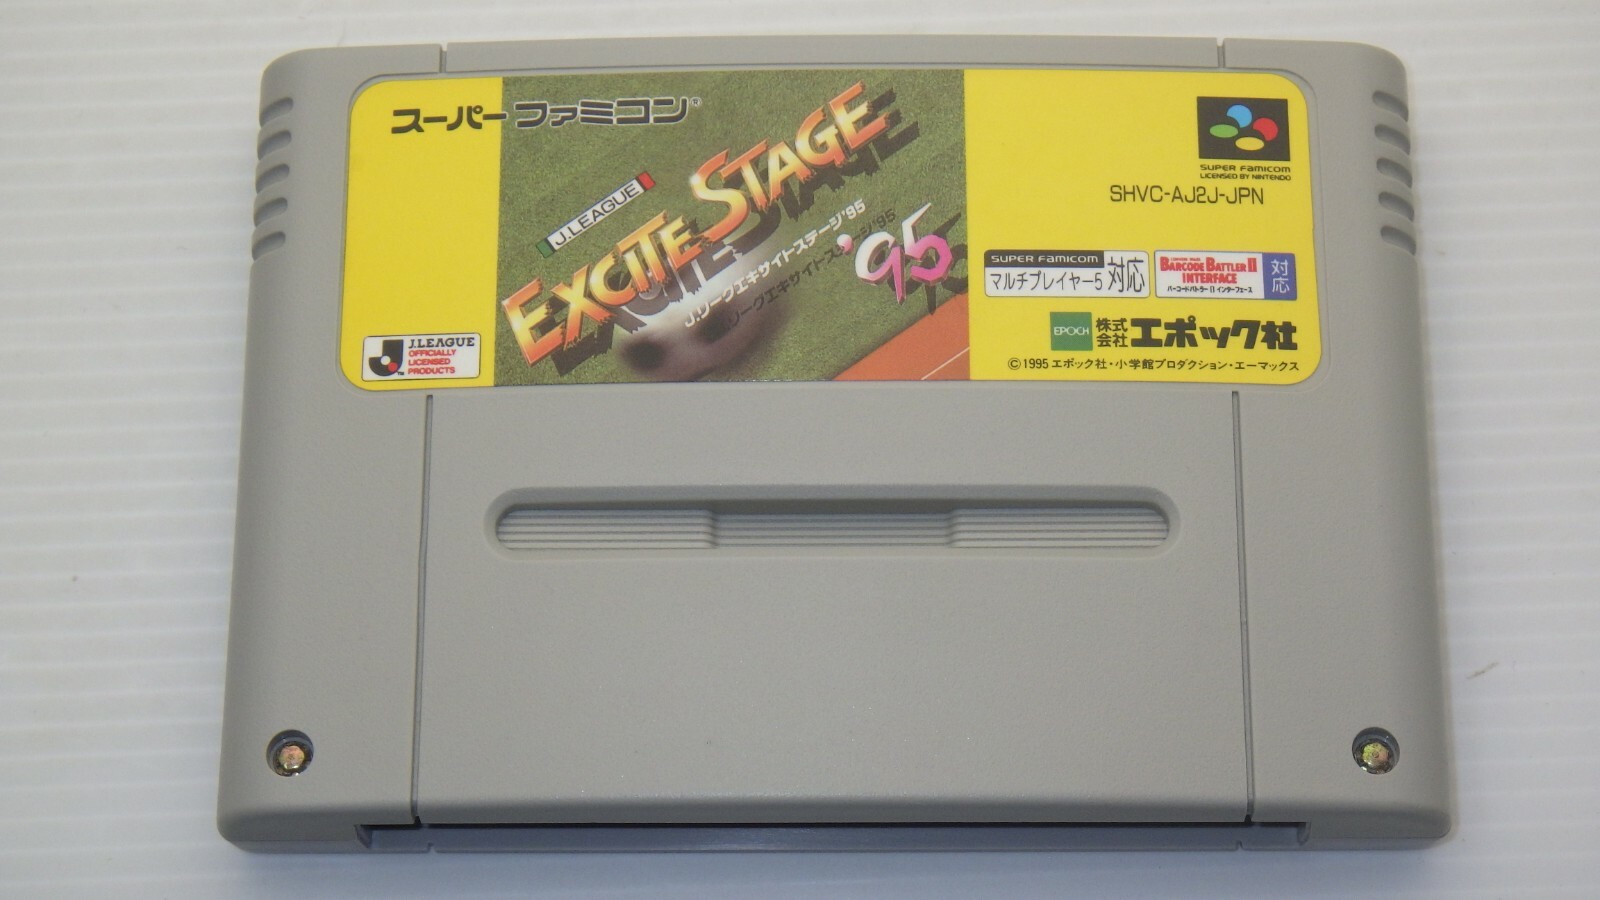 スーパーファミコン®
J.LEAGUE
EXCITE STAGE
J.リーグエキサイトステージ'95
'95
J.LEAGUE
OFFICIALLY
LICENSED
PRODUCTS
SUPER FAMICOM
LICENSED BY NINTENDO
SHVC-AJ2J-JPN
SUPER FAMICOM
マルチプレイヤー5 対応
BARCODE BATTLER II
INTERFACE
バーコードバトラーIIインターフェース
対応
EPOCH
株式会社エポック社
©1995 エポック社・小学館プロダクション・エーマックス